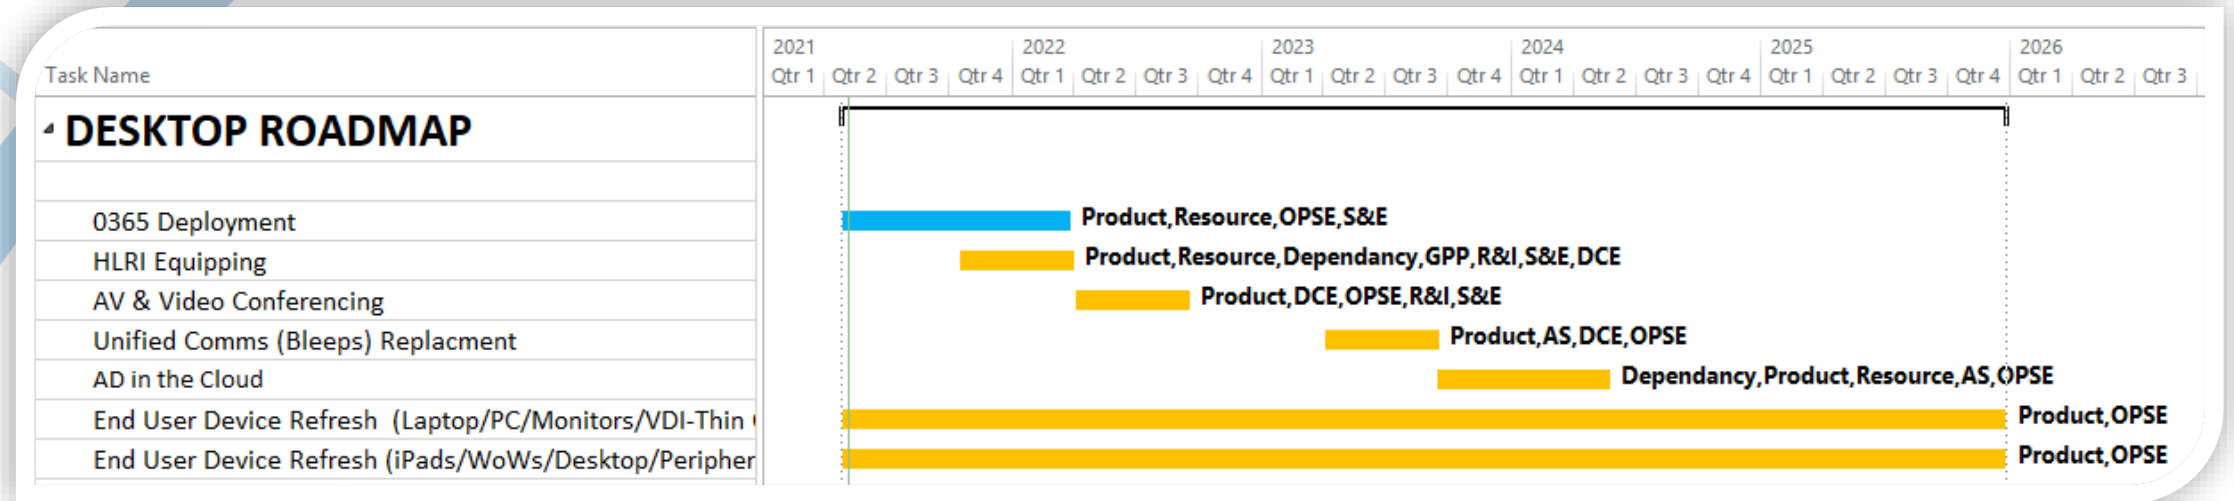 2021 2022 2023 2024 2025 2026
Task Name Qtr 1 Qtr 2 Qtr 3 Qtr 4 Qtr 1 Qtr 2 Qtr 3 Qtr 4 Qtr 1 Qtr 2 Qtr 3 Qtr 4 Qtr 1 Qtr 2 Qtr 3 Qtr 4 Qtr 1 Qtr 2 Qtr 3 Qtr 4 Qtr 1 Qtr 2 Qtr 3
DESKTOP ROADMAP
0365 Deployment Product,Resource,OPSE,S&E
HLRI Equipping Product,Resource,Dependancy,GPP,R&I,S&E,DCE
AV & Video Conferencing Product,DCE,OPSE,R&I,S&E
Unified Comms (Bleeps) Replacment Product,AS,DCE,OPSE
AD in the Cloud Dependancy,Product,Resource,AS,OPSE
End User Device Refresh (Laptop/PC/Monitors/VDI-Thin Product,OPSE
End User Device Refresh (iPads/WoWs/Desktop/Peripher Product,OPSE